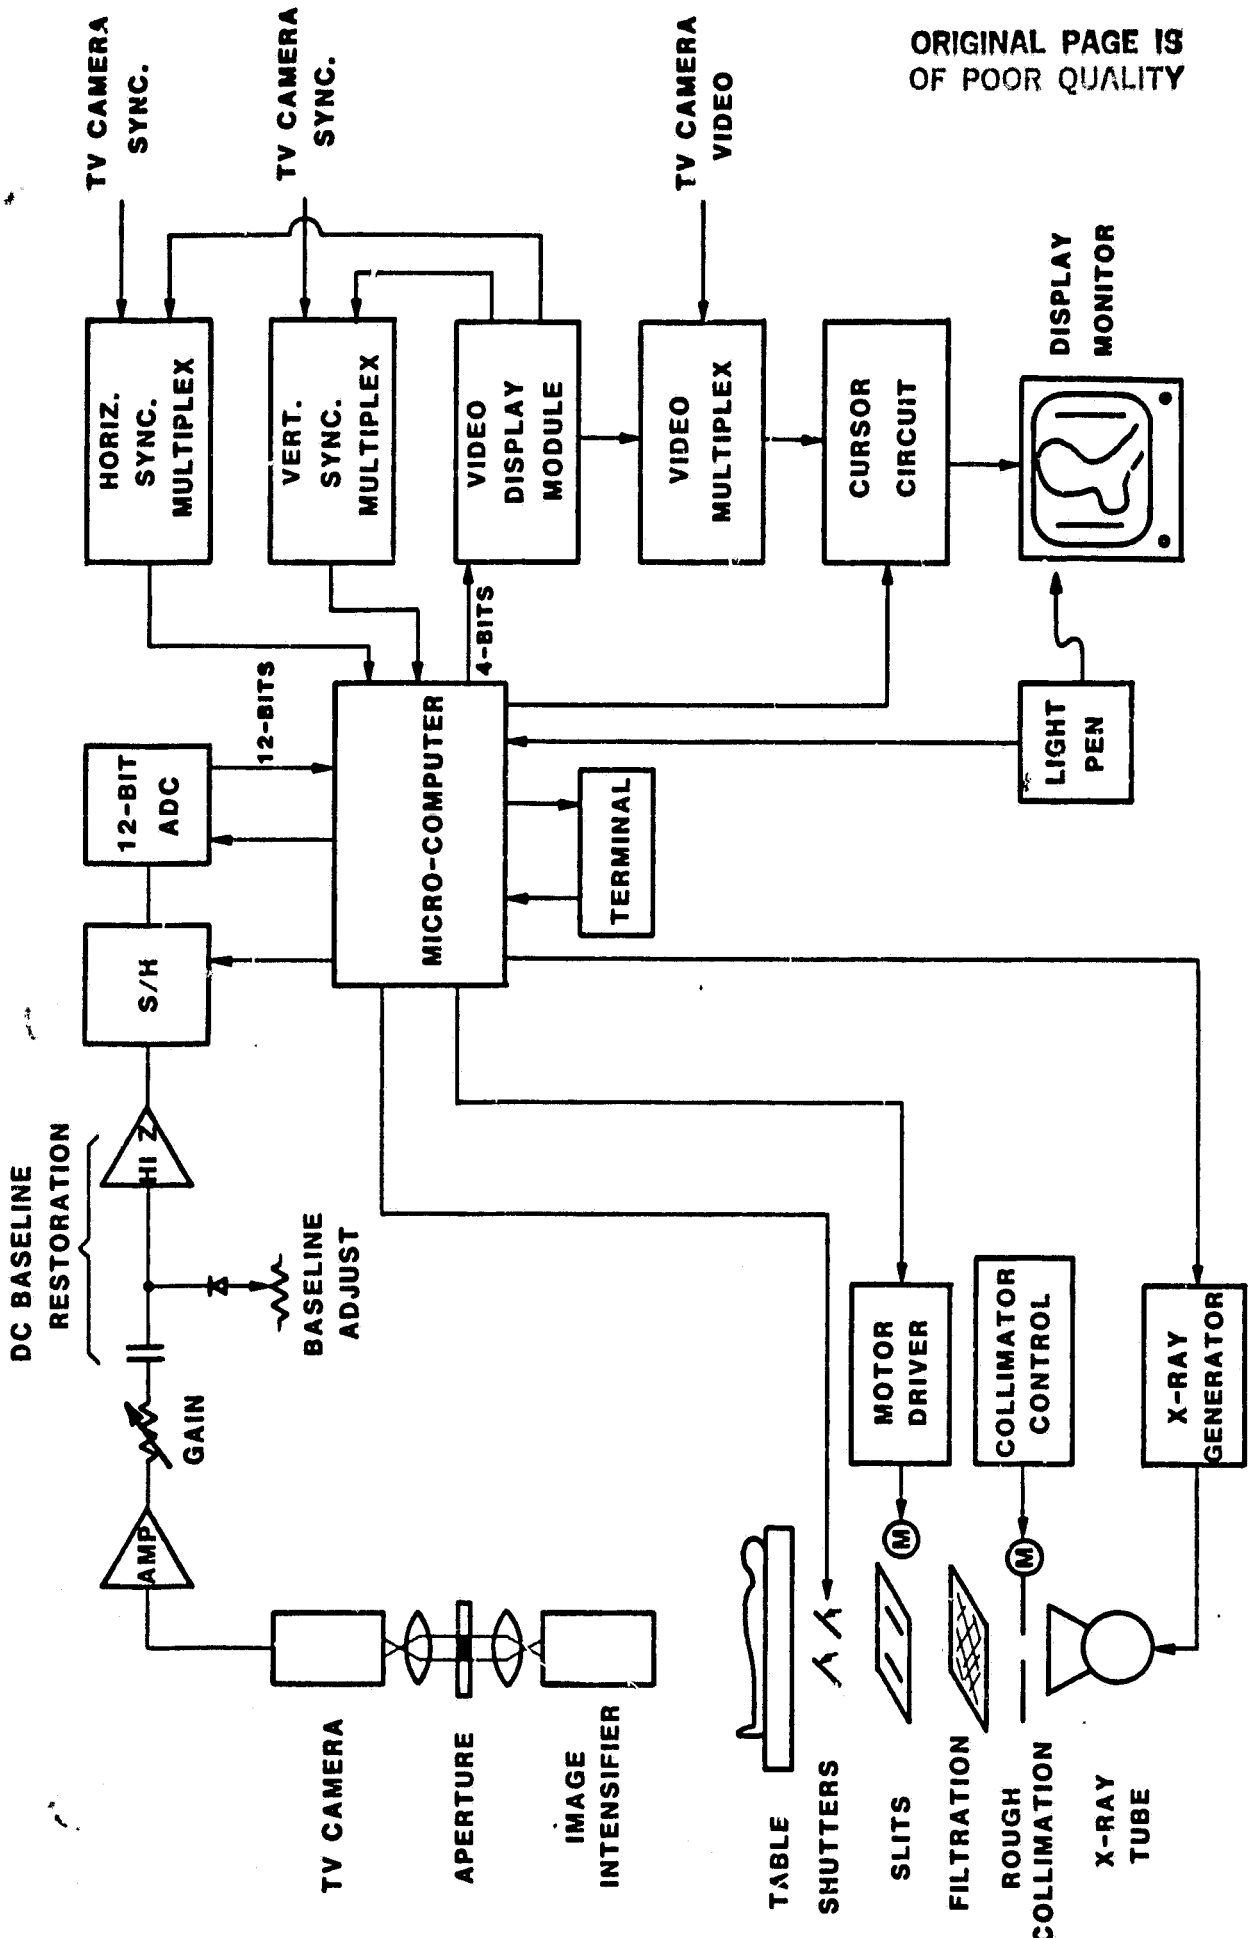 ORIGINAL PAGE IS
OF POOR QUALITY
DC BASELINE
RESTORATION
AMP
GAIN
HI Z
BASELINE
ADJUST
S/H
12-BIT
ADC
12-BITS
HORIZ.
SYNC.
MULTIPLEX
TV CAMERA
SYNC.
VERT.
SYNC.
MULTIPLEX
TV CAMERA
SYNC.
MICRO-COMPUTER
4-BITS
VIDEO
DISPLAY
MODULE
TERMINAL
VIDEO
MULTIPLEX
TV CAMERA
VIDEO
CURSOR
CIRCUIT
LIGHT
PEN
DISPLAY
MONITOR
TV CAMERA
APERTURE
IMAGE
INTENSIFIER
TABLE
SHUTTERS
SLITS
M
MOTOR
DRIVER
FILTRATION
ROUGH
COLLIMATION
M
COLLIMATOR
CONTROL
X-RAY
TUBE
X-RAY
GENERATOR